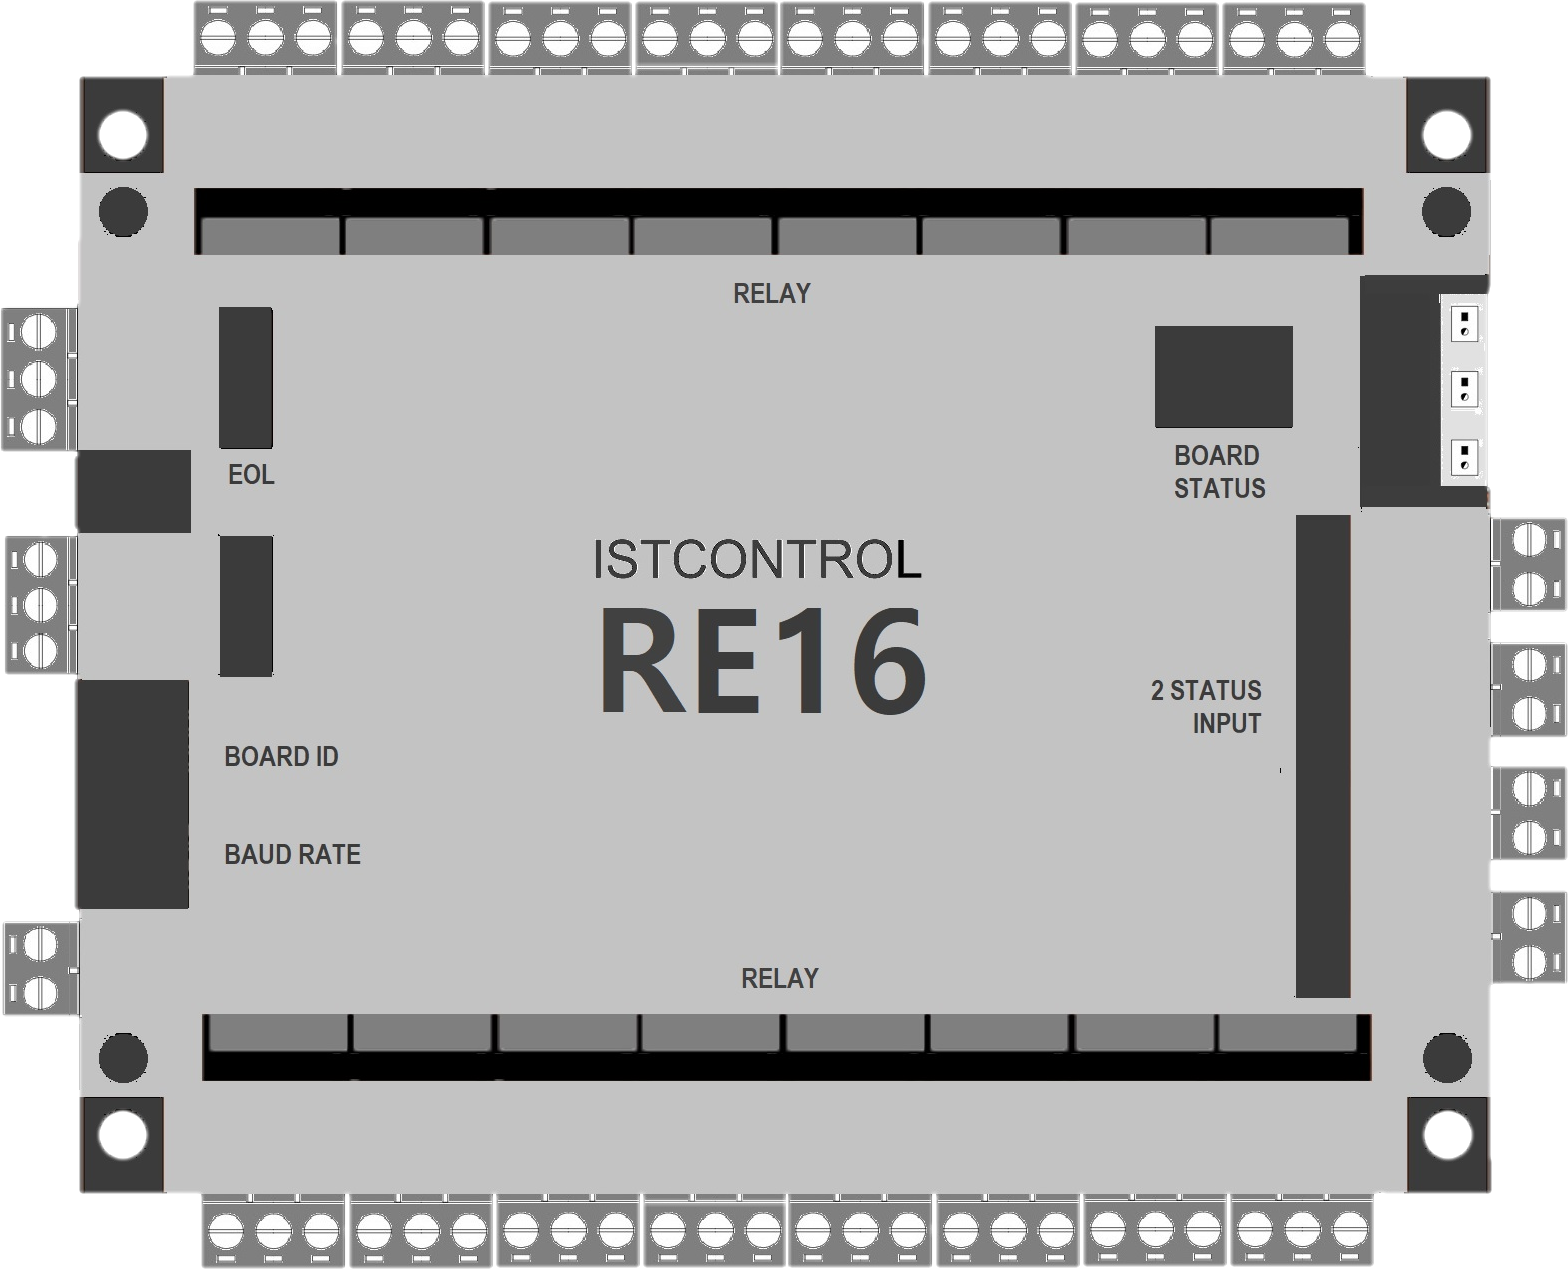 RELAY
EOL
BOARD
STATUS
ISTCONTROL
RE16
2 STATUS
INPUT
BOARD ID
BAUD RATE
RELAY